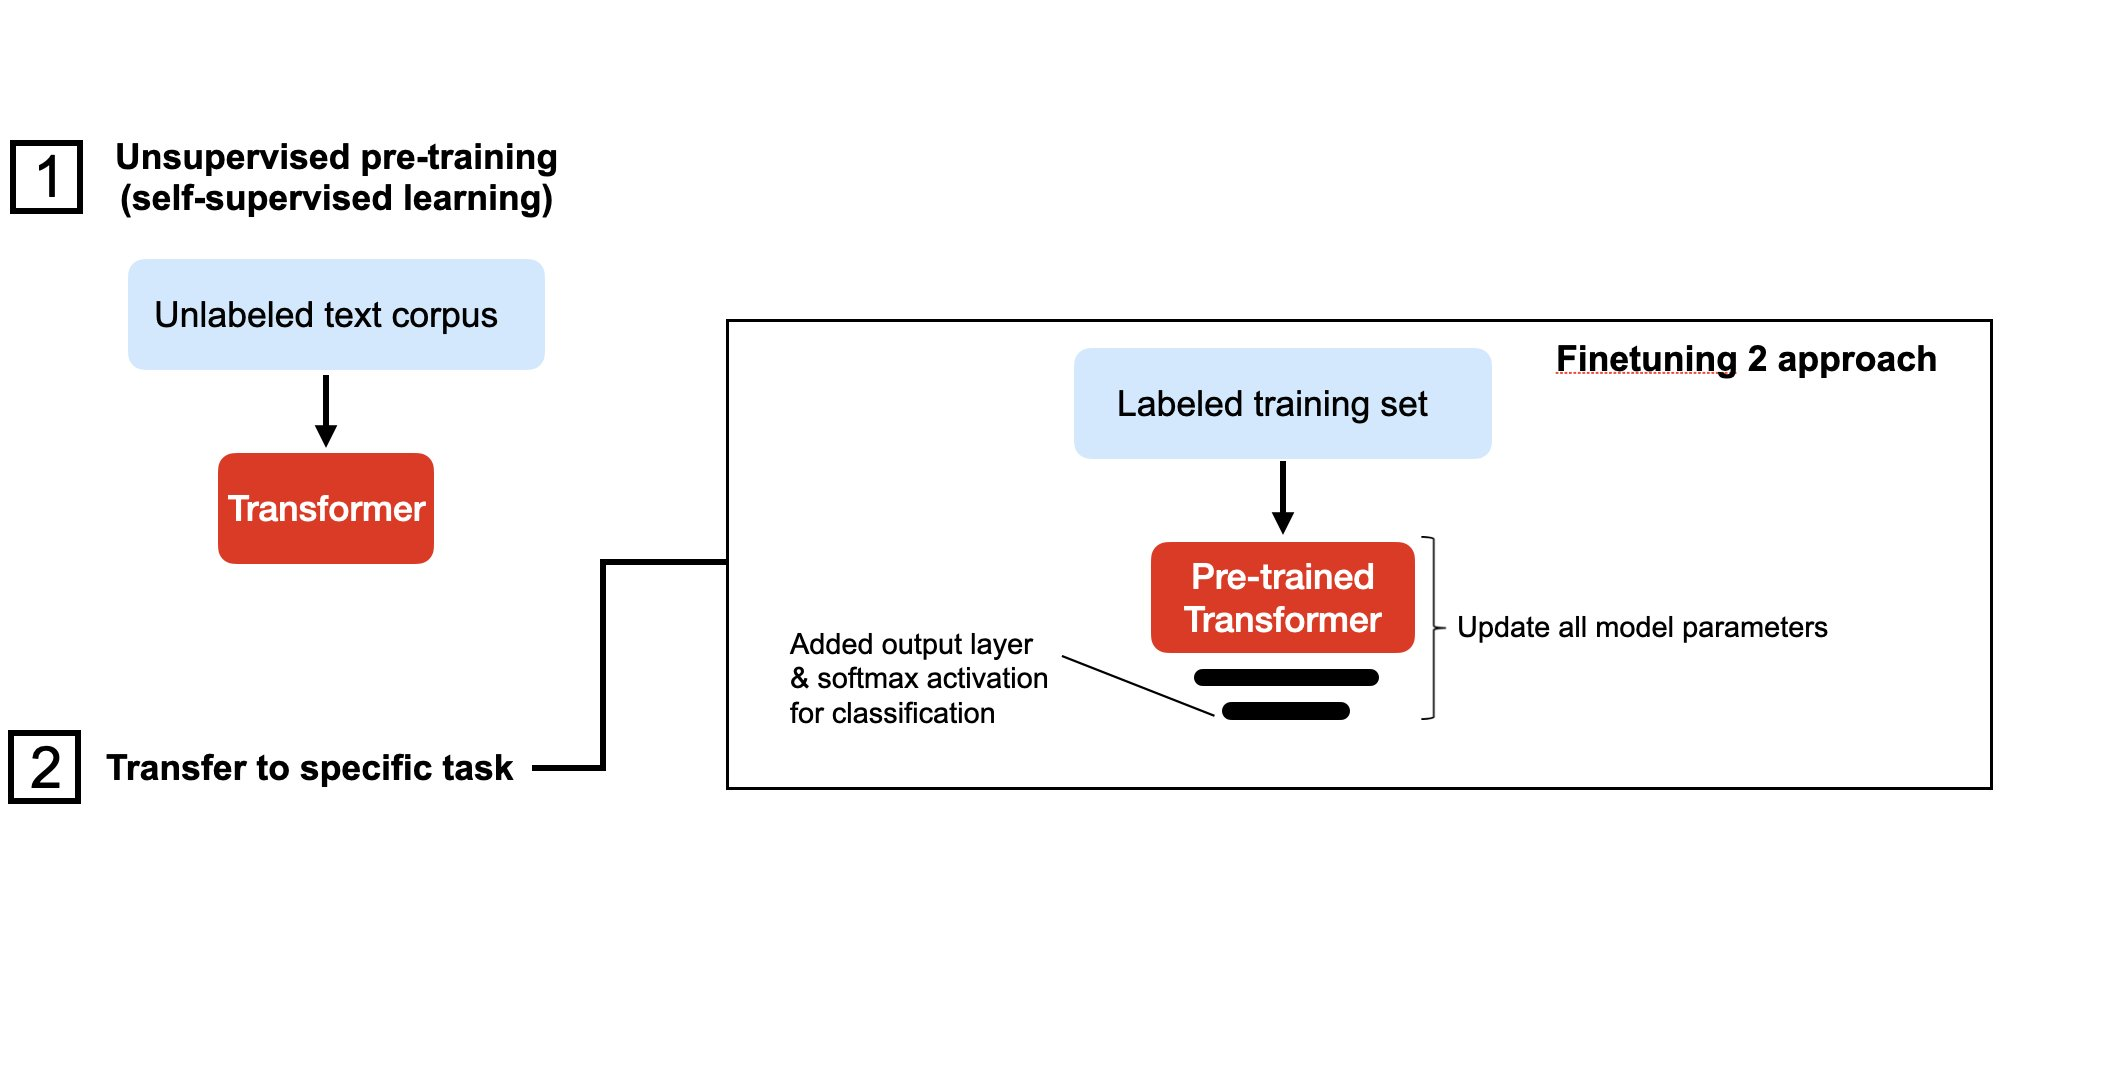 1
Unsupervised pre-training
(self-supervised learning)
Unlabeled text corpus
Transformer
2
Transfer to specific task
Finetuning 2 approach
Labeled training set
Pre-trained
Transformer
Update all model parameters
Added output layer
& softmax activation
for classification